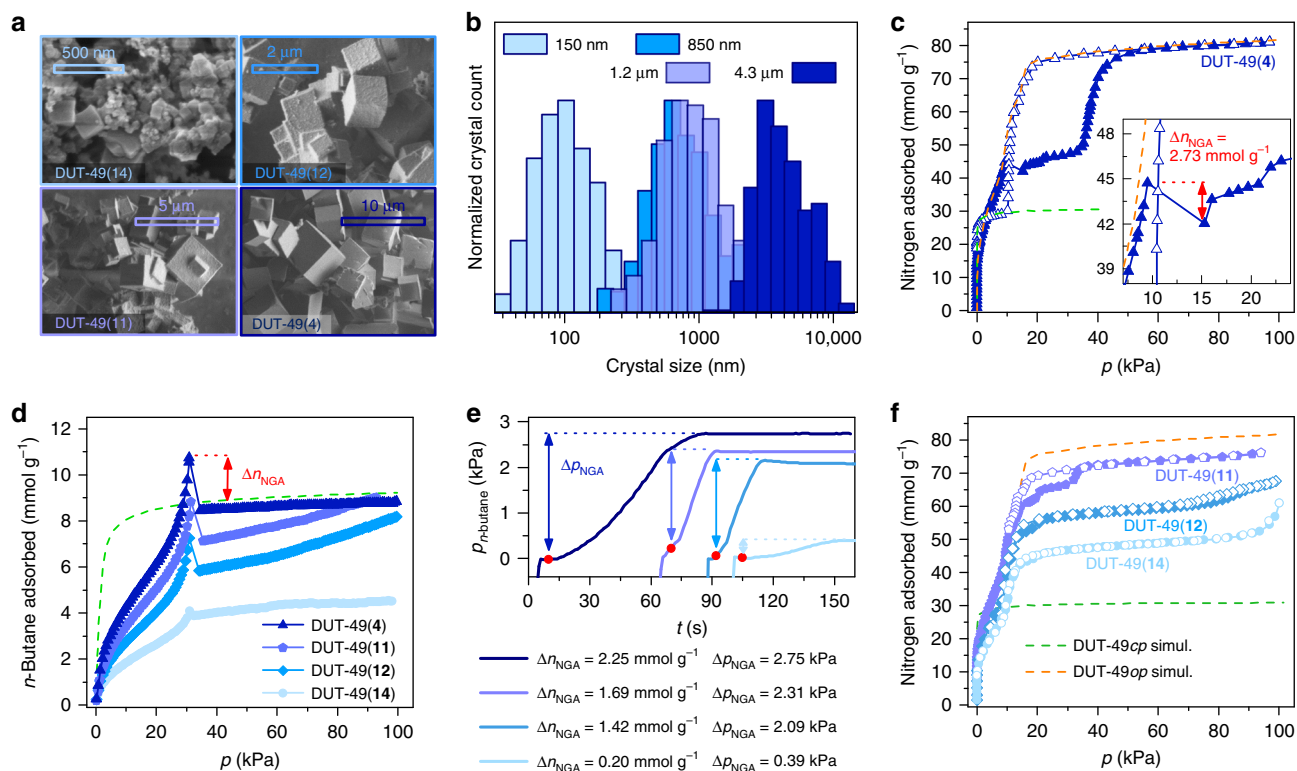 a
500 nm
DUT-49(14)
2 μm
DUT-49(12)
5 μm
DUT-49(11)
10 μm
DUT-49(4)
b
150 nm
850 nm
1.2 μm
4.3 μm
Normalized crystal count
100
1000
10,000
Crystal size (nm)
c
Nitrogen adsorbed (mmol g⁻¹)
80
70
60
50
40
30
20
10
0
DUT-49(4)
ΔnNGA =
2.73 mmol g⁻¹
48
45
42
39
10 15 20
0 20 40 60 80 100
p (kPa)
d
n-Butane adsorbed (mmol g⁻¹)
12
10
8
6
4
2
0
ΔnNGA
DUT-49(4)
DUT-49(11)
DUT-49(12)
DUT-49(14)
0 20 40 60 80 100
p (kPa)
e
pn-butane (kPa)
3
2
1
0
ΔpNGA
0 30 60 90 120 150
t (s)
ΔnNGA = 2.25 mmol g⁻¹ ΔpNGA = 2.75 kPa
ΔnNGA = 1.69 mmol g⁻¹ ΔpNGA = 2.31 kPa
ΔnNGA = 1.42 mmol g⁻¹ ΔpNGA = 2.09 kPa
ΔnNGA = 0.20 mmol g⁻¹ ΔpNGA = 0.39 kPa
f
Nitrogen adsorbed (mmol g⁻¹)
80
70
60
50
40
30
20
10
0
DUT-49(11)
DUT-49(12)
DUT-49(14)
DUT-49cp simul.
DUT-49op simul.
0 20 40 60 80 100
p (kPa)